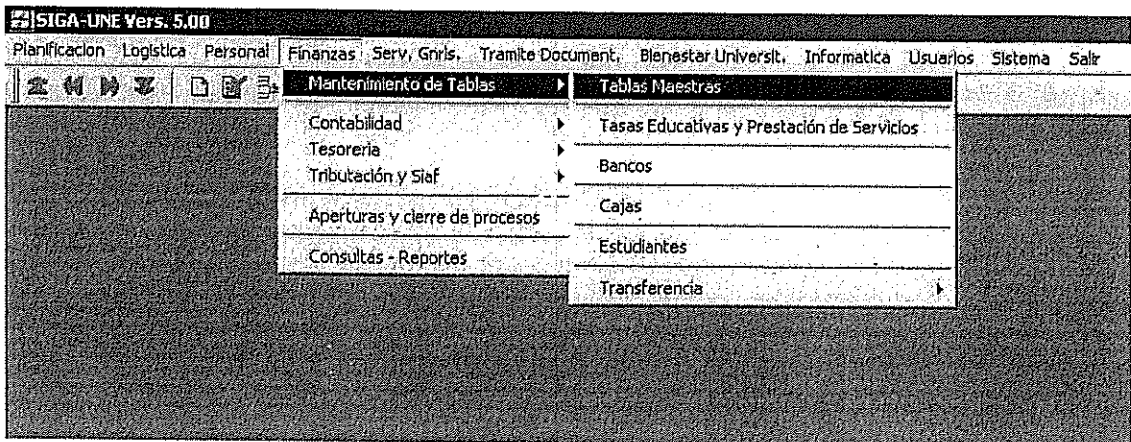 SIGA-UNE Vers. 5.00
Planificacion Logistica Personal Finanzas Serv. Gnrls. Tramite Document. Bienestar Universit. Informatica Usuarios Sistema Salir
Mantenimiento de Tablas
Contabilidad
Tesoreria
Tributación y Siaf
Aperturas y cierre de procesos
Consultas - Reportes
Tablas Maestras
Tasas Educativas y Prestación de Servicios
Bancos
Cajas
Estudiantes
Transferencia